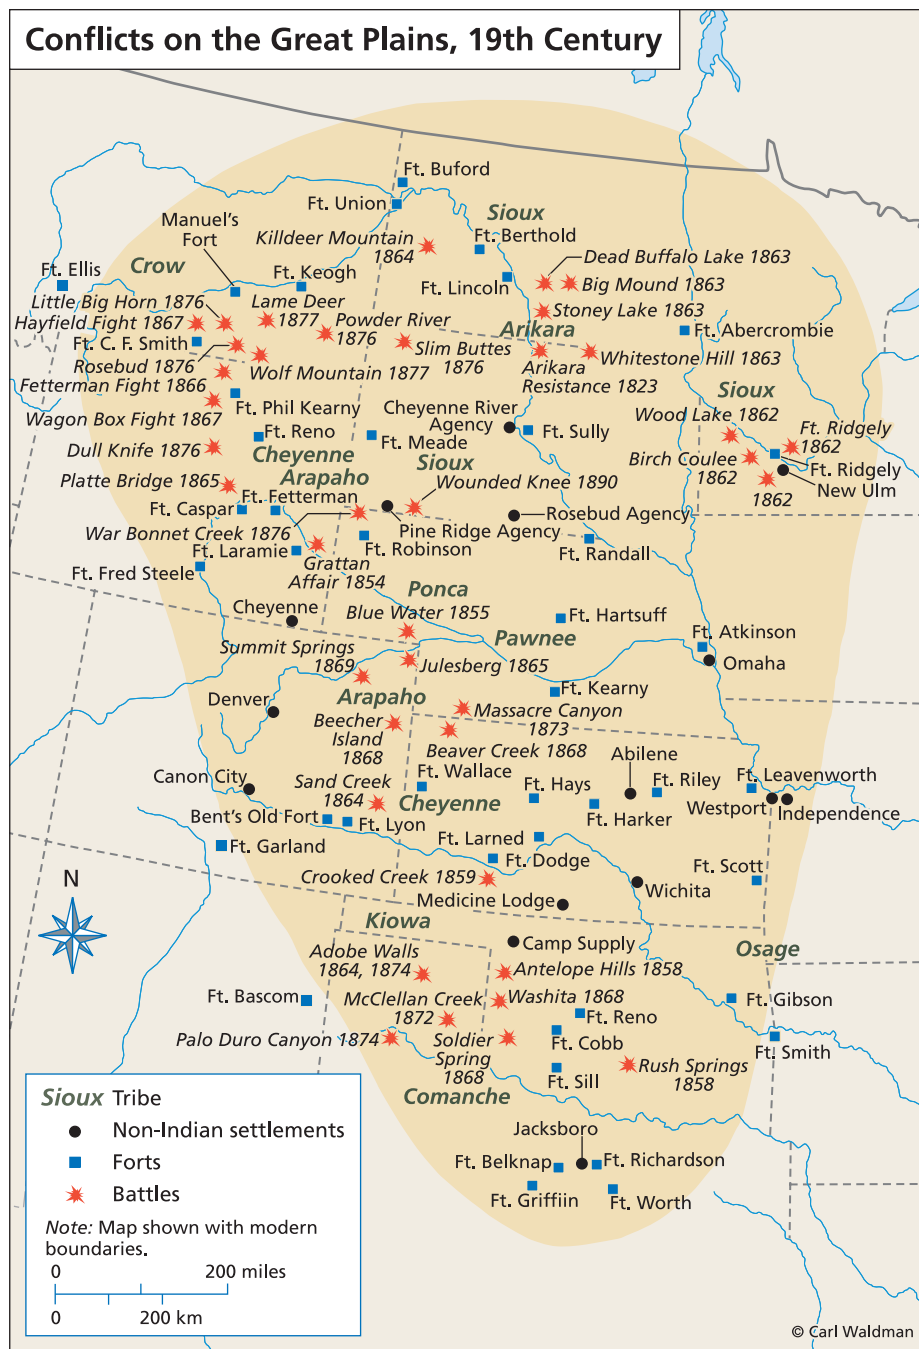 Conflicts on the Great Plains, 19th Century
Ft. Buford
Ft. Union
Manuel's
Fort
Killdeer Mountain
1864
Sioux
Ft. Berthold
Dead Buffalo Lake 1863
Crow
Ft. Ellis
Ft. Keogh
Ft. Lincoln
Big Mound 1863
Little Big Horn 1876
Lame Deer
1877
Hayfield Fight 1867
Powder River
1876
Stoney Lake 1863
Arikara
Ft. Abercrombie
Ft. C. F. Smith
Slim Buttes
1876
Rosebud 1876
Wolf Mountain 1877
Arikara
Resistance 1823
Whitestone Hill 1863
Fetterman Fight 1866
Sioux
Ft. Phil Kearny
Wagon Box Fight 1867
Cheyenne River
Agency
Wood Lake 1862
Ft. Ridgely
1862
Ft. Reno
Ft. Meade
Ft. Sully
Dull Knife 1876
Cheyenne
Arapaho
Sioux
Birch Coulee
1862
Ft. Ridgely
New Ulm
1862
Platte Bridge 1865
Wounded Knee 1890
Ft. Fetterman
Ft. Caspar
Rosebud Agency
War Bonnet Creek 1876
Pine Ridge Agency
Ft. Laramie
Ft. Robinson
Ft. Randall
Grattan
Affair 1854
Ft. Fred Steele
Ponca
Cheyenne
Blue Water 1855
Ft. Hartsuff
Pawnee
Ft. Atkinson
Summit Springs
1869
Julesberg 1865
Omaha
Denver
Arapaho
Ft. Kearny
Beecher
Island
1868
Massacre Canyon
1873
Beaver Creek 1868
Abilene
Canon City
Sand Creek
1864
Ft. Wallace
Ft. Hays
Ft. Riley
Ft. Leavenworth
Cheyenne
Westport
Independence
Bent's Old Fort
Ft. Lyon
Ft. Harker
Ft. Garland
Ft. Larned
Ft. Dodge
Ft. Scott
Crooked Creek 1859
Wichita
Medicine Lodge
N
Kiowa
Camp Supply
Osage
Adobe Walls
1864, 1874
Antelope Hills 1858
Ft. Bascom
McClellan Creek
1872
Washita 1868
Ft. Gibson
Ft. Reno
Palo Duro Canyon 1874
Soldier
Spring
1868
Ft. Cobb
Ft. Smith
Ft. Sill
Rush Springs
1858
Comanche
Jacksboro
Ft. Belknap
Ft. Richardson
Ft. Griffiin
Ft. Worth
Sioux Tribe
Non-Indian settlements
Forts
Battles
Note: Map shown with modern
boundaries.
0 200 miles
0 200 km
© Carl Waldman